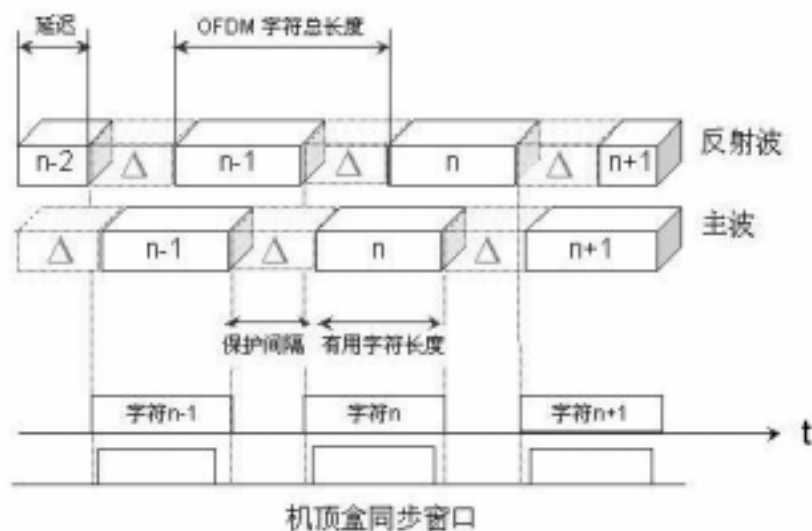 延迟
OFDM 字符总长度
n-2 Δ n-1 Δ n Δ n+1
反射波
Δ n-1 Δ n Δ n+1
主波
保护间隔 有用字符长度
字符n-1 字符n 字符n+1
t
机顶盒同步窗口